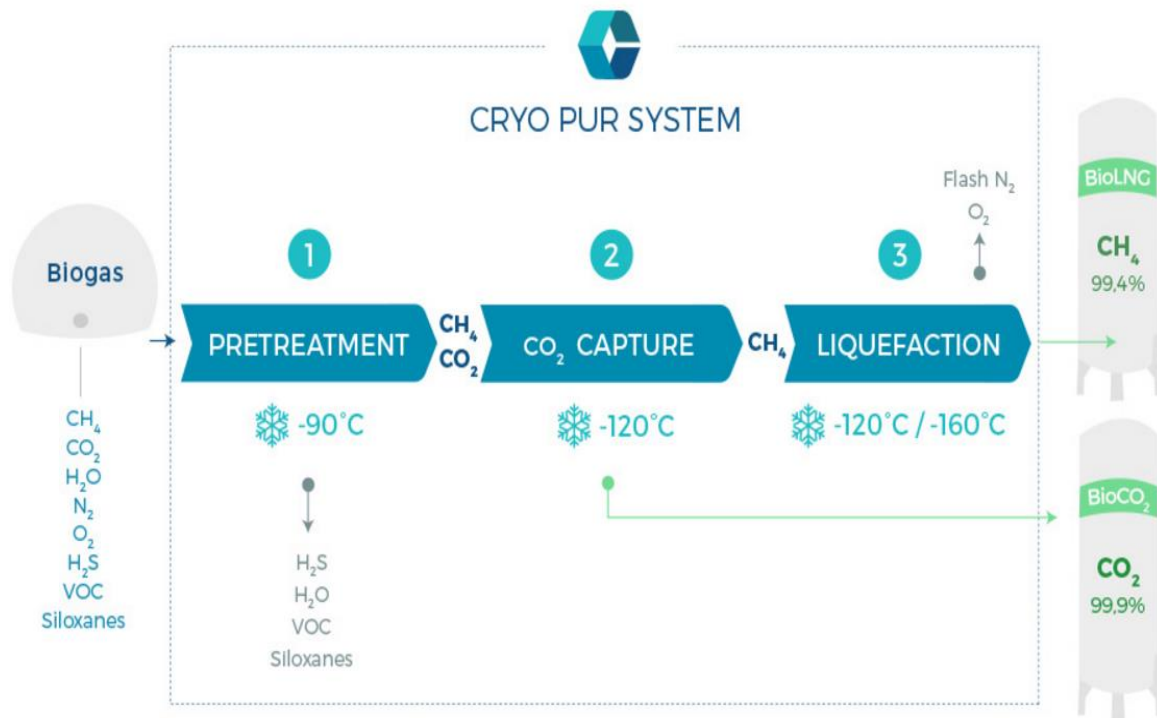 CRYO PUR SYSTEM
Biogas
CH₄
CO₂
H₂O
N₂
O₂
H₂S
VOC
Siloxanes
1
PRETREATMENT
-90°C
H₂S
H₂O
VOC
Siloxanes
CH₄
CO₂
2
CO₂ CAPTURE
-120°C
CH₄
3
LIQUEFACTION
-120°C / -160°C
Flash N₂
O₂
BioLNG
CH₄
99,4%
BioCO₂
CO₂
99,9%